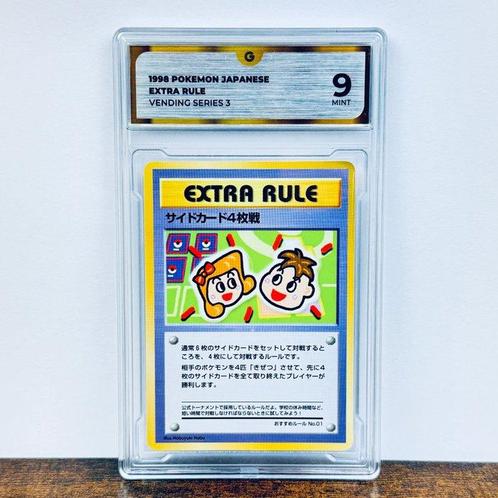 G
1998 POKEMON JAPANESE
EXTRA RULE
VENDING SERIES 3
9
MINT
EXTRA RULE
サイドカード4枚戦
通常6枚のサイドカードをセットして対戦すると
ころを、4枚にして対戦するルールです。
相手のポケモンを4匹「きぜつ」させて、先に4
枚のサイドカードを全て取り終えたプレイヤーが
勝利します。
公式トーナメントで採用しているルールだよ。学校の休み時間など、
短い時間で対戦しなければならないときに試してみよう!
おすすめルール No.01
Illus. Nobuyuki Habu